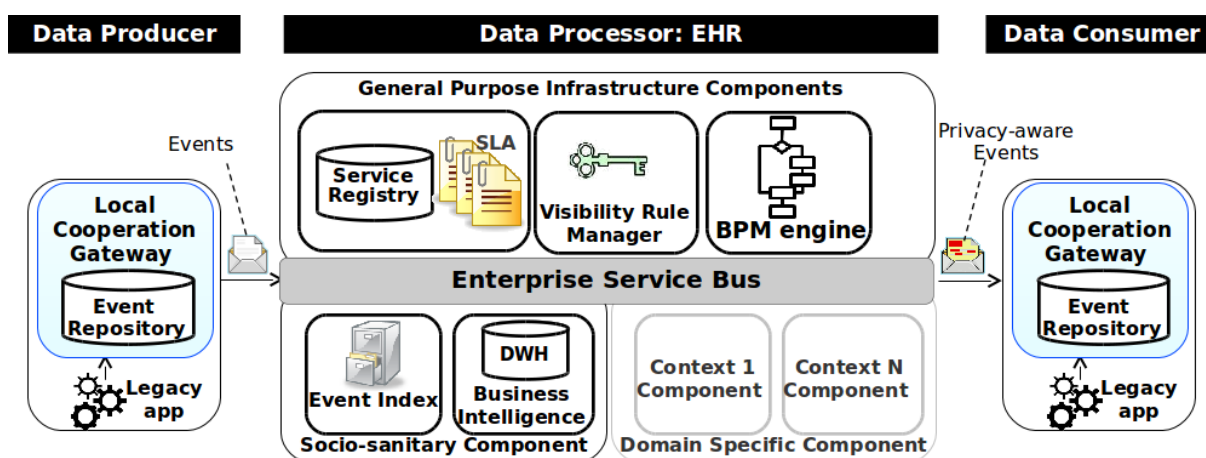 Data Producer
Data Processor: EHR
Data Consumer
General Purpose Infrastructure Components
Events
Privacy-aware
Events
SLA
Service
Registry
Visibility Rule
Manager
BPM engine
Local
Cooperation
Gateway
Event
Repository
Legacy
app
Enterprise Service Bus
Event Index
DWH
Business
Intelligence
Socio-sanitary Component
Context 1
Component
Context N
Component
Domain Specific Component
Local
Cooperation
Gateway
Event
Repository
Legacy
app